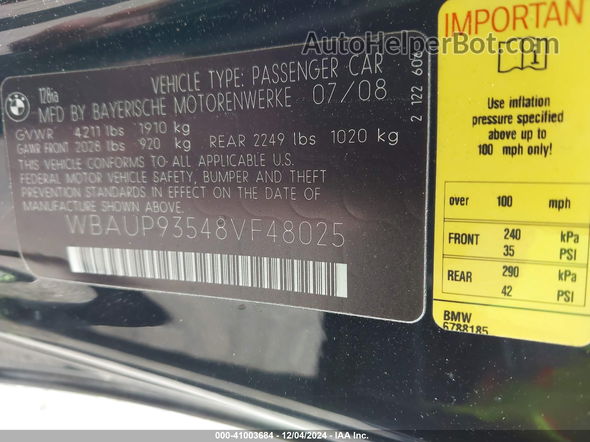 AutoHelperBot.com
BMW
128ia
VEHICLE TYPE: PASSENGER CAR
MFD BY BAYERISCHE MOTORENWERKE 07/08
GVWR 4211 lbs 1910 kg
GAWR FRONT 2028 lbs 920 kg REAR 2249 lbs 1020 kg
THIS VEHICLE CONFORMS TO ALL APPLICABLE U.S.
FEDERAL MOTOR VEHICLE SAFETY, BUMPER AND THEFT
PREVENTION STANDARDS IN EFFECT ON THE DATE OF
MANUFACTURE SHOWN ABOVE.
WBAUP93548VF48025
2 122 606
IMPORTAN
Use inflation
pressure specified
above up to
100 mph only!
over 100 mph
FRONT 240 kPa
35 PSI
REAR 290 kPa
42 PSI
BMW
6788185
000-41003684 - 12/04/2024 - IAA Inc.